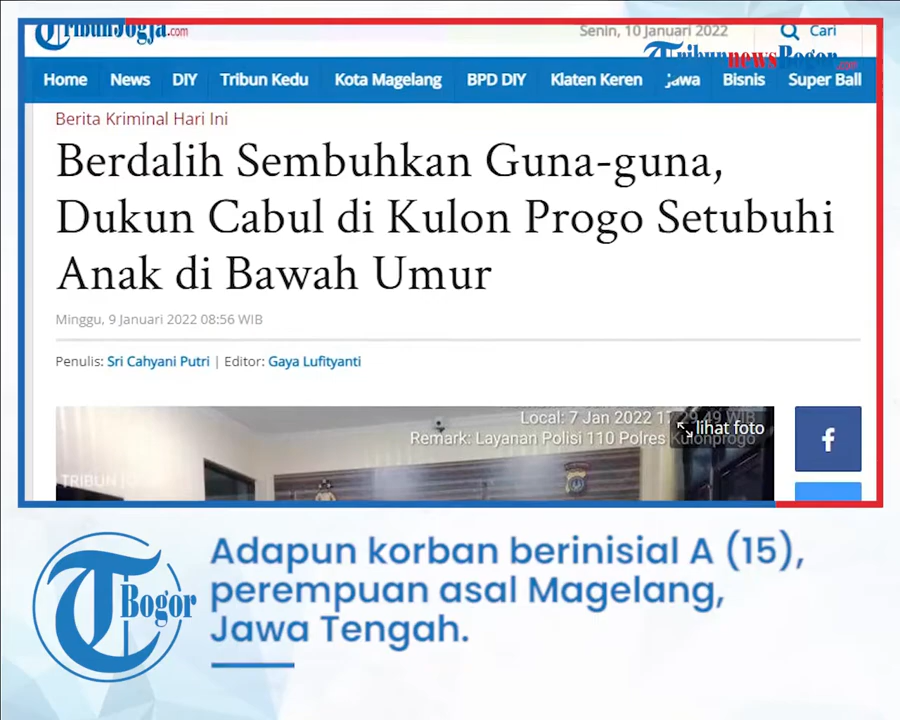 TribunJogja.com
Senin, 10 Januari 2022
Cari
TribunnewsBogor.com
Home News DIY Tribun Kedu Kota Magelang BPD DIY Klaten Keren Jawa Bisnis Super Ball
Berita Kriminal Hari Ini
Berdalih Sembuhkan Guna-guna,
Dukun Cabul di Kulon Progo Setubuhi
Anak di Bawah Umur
Minggu, 9 Januari 2022 08:56 WIB
Penulis: Sri Cahyani Putri | Editor: Gaya Lufityanti
Local: 7 Jan 2022 17:29:49 WIB
lihat foto
Remark: Layanan Polisi 110 Polres Kulonprogo
f
T Bogor
Adapun korban berinisial A (15),
perempuan asal Magelang,
Jawa Tengah.